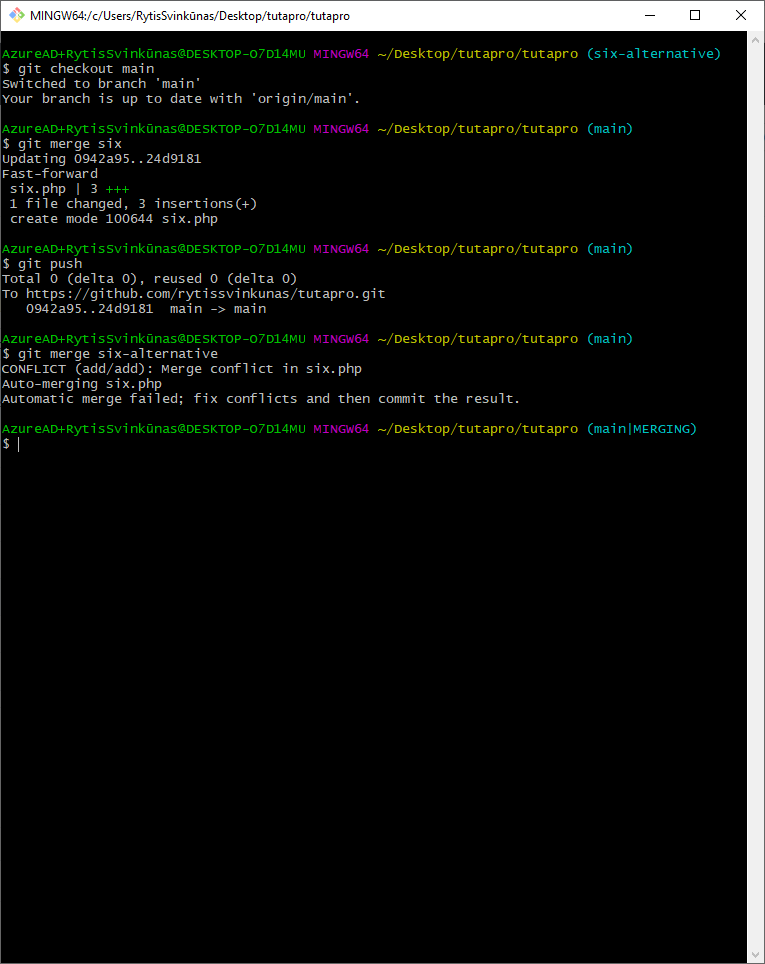 MINGW64:/c/Users/RytisSvinkūnas/Desktop/tutapro/tutapro
AzureAD+RytisSvinkūnas@DESKTOP-O7D14MU MINGW64 ~/Desktop/tutapro/tutapro (six-alternative)
$ git checkout main
Switched to branch 'main'
Your branch is up to date with 'origin/main'.
AzureAD+RytisSvinkūnas@DESKTOP-O7D14MU MINGW64 ~/Desktop/tutapro/tutapro (main)
$ git merge six
Updating 0942a95..24d9181
Fast-forward
six.php | 3 +++
1 file changed, 3 insertions(+)
create mode 100644 six.php
AzureAD+RytisSvinkūnas@DESKTOP-O7D14MU MINGW64 ~/Desktop/tutapro/tutapro (main)
$ git push
Total 0 (delta 0), reused 0 (delta 0)
To https://github.com/rytissvinkunas/tutapro.git
0942a95..24d9181  main -> main
AzureAD+RytisSvinkūnas@DESKTOP-O7D14MU MINGW64 ~/Desktop/tutapro/tutapro (main)
$ git merge six-alternative
CONFLICT (add/add): Merge conflict in six.php
Auto-merging six.php
Automatic merge failed; fix conflicts and then commit the result.
AzureAD+RytisSvinkūnas@DESKTOP-O7D14MU MINGW64 ~/Desktop/tutapro/tutapro (main|MERGING)
$